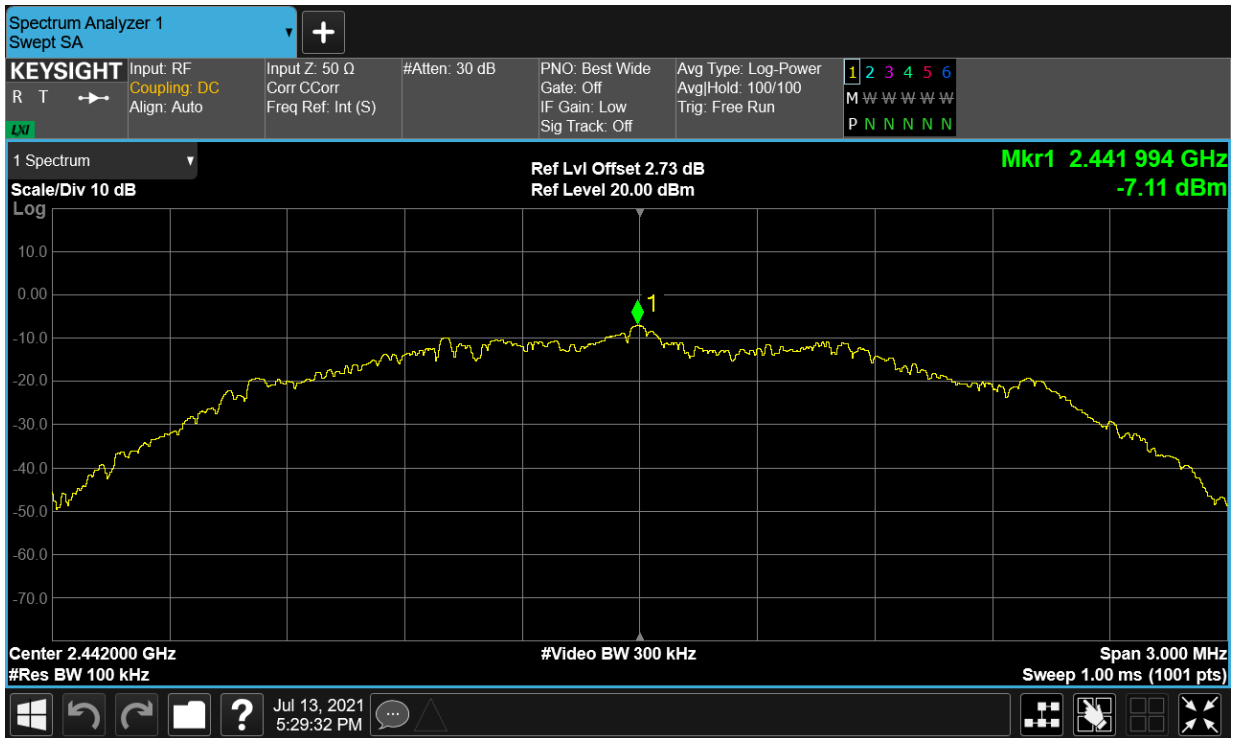 Spectrum Analyzer 1
Swept SA
▼
+
KEYSIGHT
R T
LXI
Input: RF
Coupling: DC
Align: Auto
Input Z: 50 Ω
Corr CCorr
Freq Ref: Int (S)
#Atten: 30 dB
PNO: Best Wide
Gate: Off
IF Gain: Low
Sig Track: Off
Avg Type: Log-Power
Avg|Hold: 100/100
Trig: Free Run
1 2 3 4 5 6
M W W W W W
P N N N N N
1 Spectrum ▼
Scale/Div 10 dB
Log
Ref Lvl Offset 2.73 dB
Ref Level 20.00 dBm
Mkr1 2.441 994 GHz
-7.11 dBm
10.0
0.00
1
-10.0
-20.0
-30.0
-40.0
-50.0
-60.0
-70.0
Center 2.442000 GHz
#Res BW 100 kHz
#Video BW 300 kHz
Span 3.000 MHz
Sweep 1.00 ms (1001 pts)
?
Jul 13, 2021
5:29:32 PM